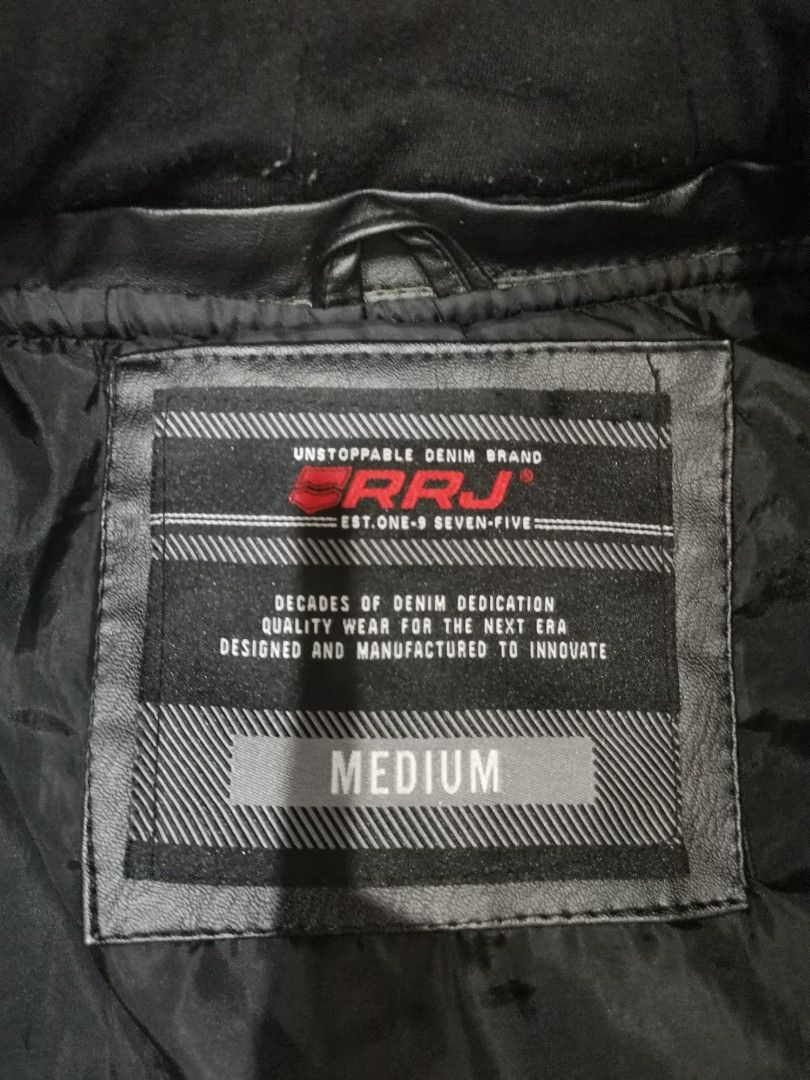 UNSTOPPABLE DENIM BRAND
RRJ®
EST.ONE-9 SEVEN-FIVE
DECADES OF DENIM DEDICATION
QUALITY WEAR FOR THE NEXT ERA
DESIGNED AND MANUFACTURED TO INNOVATE
MEDIUM